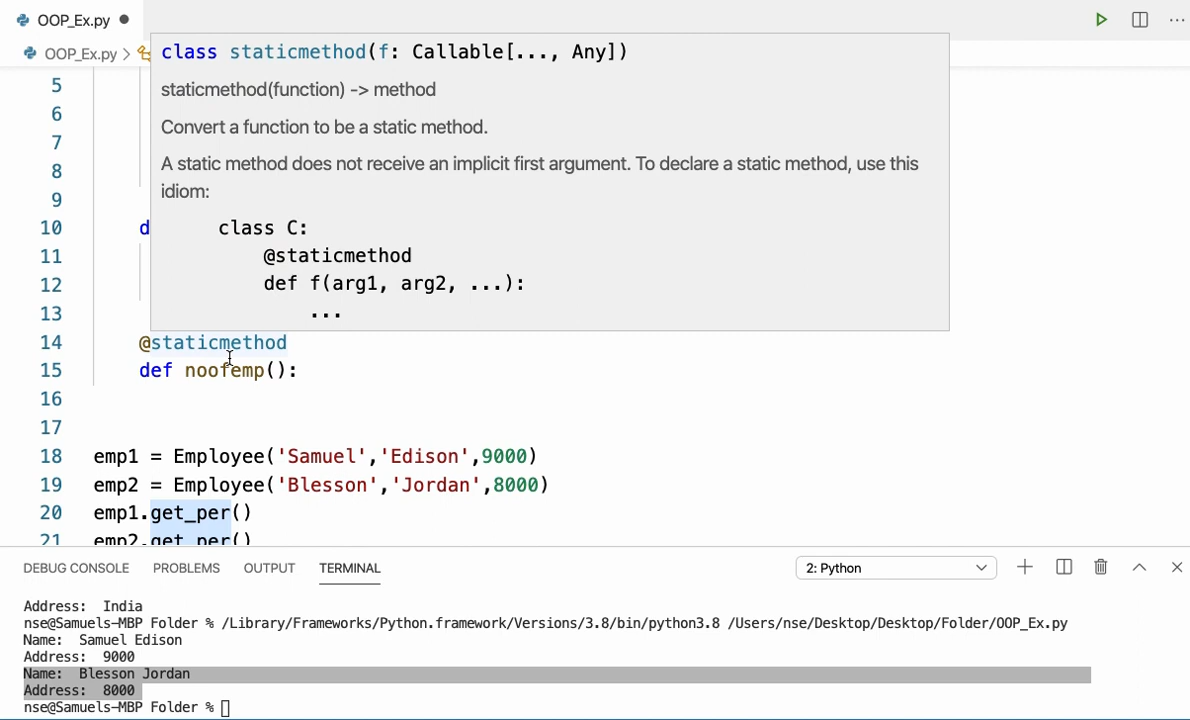 OOP_Ex.py
OOP_Ex.py
class staticmethod(f: Callable[..., Any])
staticmethod(function) -> method
Convert a function to be a static method.
A static method does not receive an implicit first argument. To declare a static method, use this
idiom:
class C:
@staticmethod
def f(arg1, arg2, ...):
...
5
6
7
8
9
10 d
11
12
13
14 @staticmethod
15 def noofemp():
16
17
18 emp1 = Employee('Samuel','Edison',9000)
19 emp2 = Employee('Blesson','Jordan',8000)
20 emp1.get_per()
21 emp2.get_per()
DEBUG CONSOLE PROBLEMS OUTPUT TERMINAL 2: Python
Address:  India
nse@Samuels-MBP Folder % /Library/Frameworks/Python.framework/Versions/3.8/bin/python3.8 /Users/nse/Desktop/Desktop/Folder/OOP_Ex.py
Name:  Samuel Edison
Address:  9000
Name:  Blesson Jordan
Address:  8000
nse@Samuels-MBP Folder %